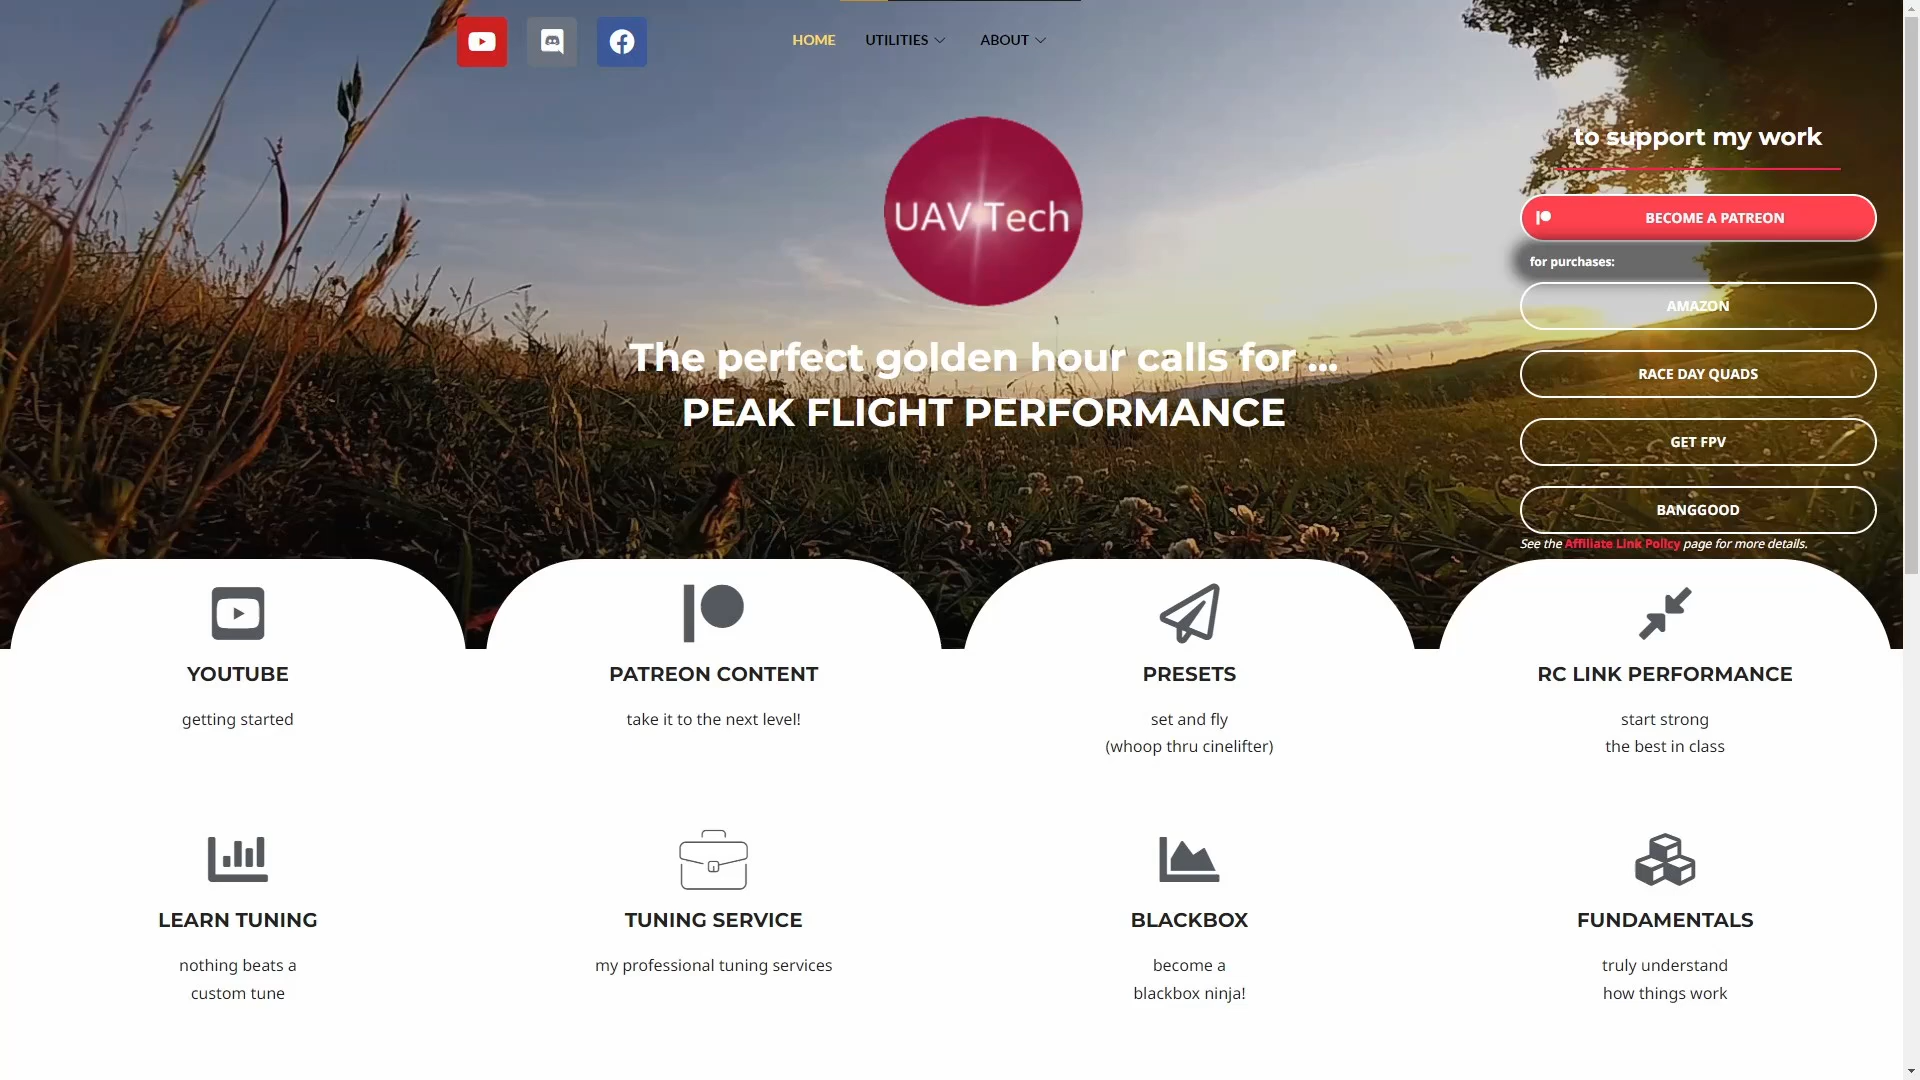 HOME
UTILITIES
ABOUT
UAV Tech
The perfect golden hour calls for ...
PEAK FLIGHT PERFORMANCE
to support my work
BECOME A PATREON
for purchases:
AMAZON
RACE DAY QUADS
GET FPV
BANGGOOD
See the Affiliate Link Policy page for more details.
YOUTUBE
getting started
PATREON CONTENT
take it to the next level!
PRESETS
set and fly
(whoop thru cinelifter)
RC LINK PERFORMANCE
start strong
the best in class
LEARN TUNING
nothing beats a
custom tune
TUNING SERVICE
my professional tuning services
BLACKBOX
become a
blackbox ninja!
FUNDAMENTALS
truly understand
how things work